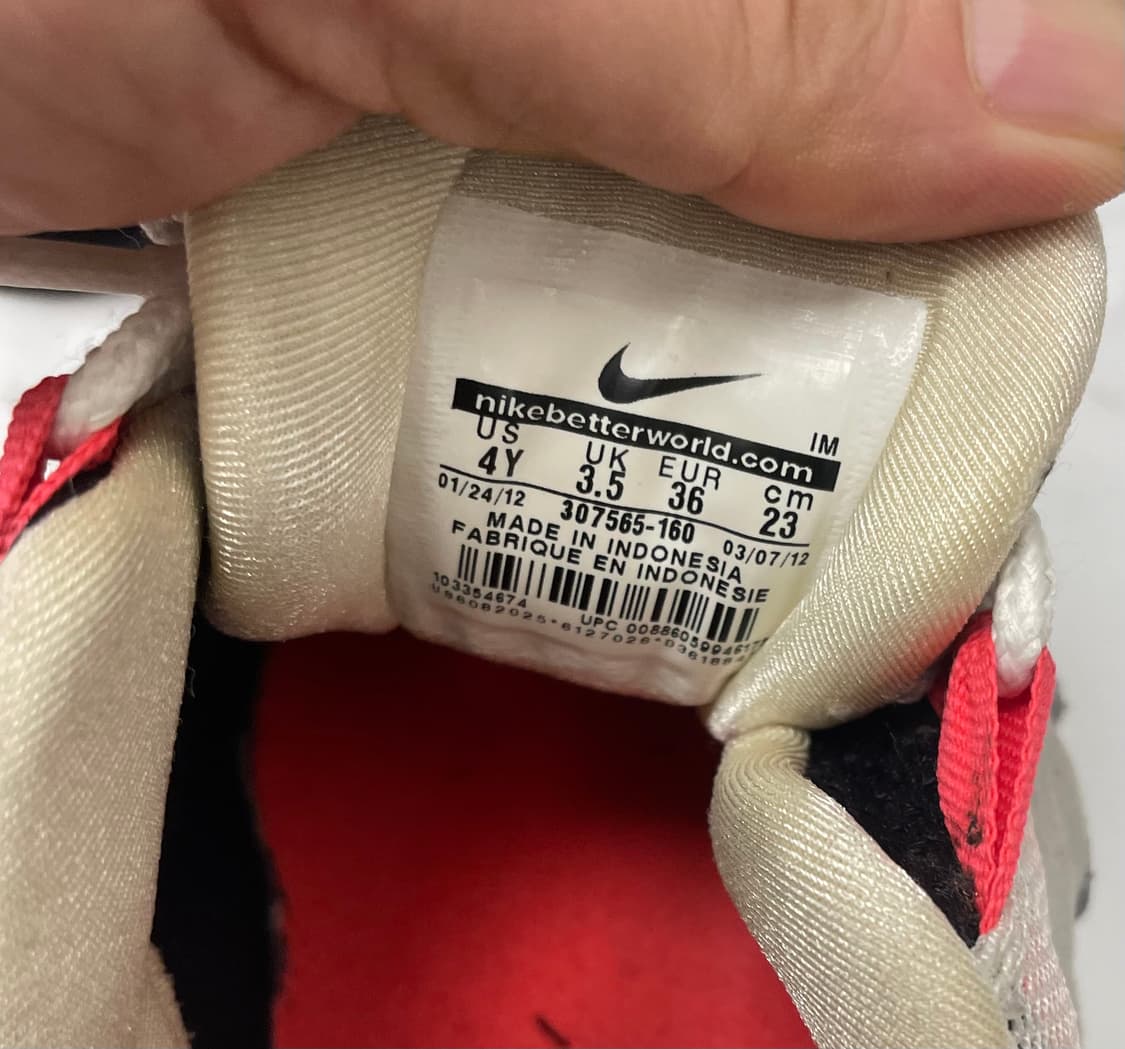 nikebetterworld.com IM
US UK EUR cm
4Y 3.5 36 23
01/24/12 307565-160 03/07/12
MADE IN INDONESIA
FABRIQUE EN INDONESIE
103354674 UPC